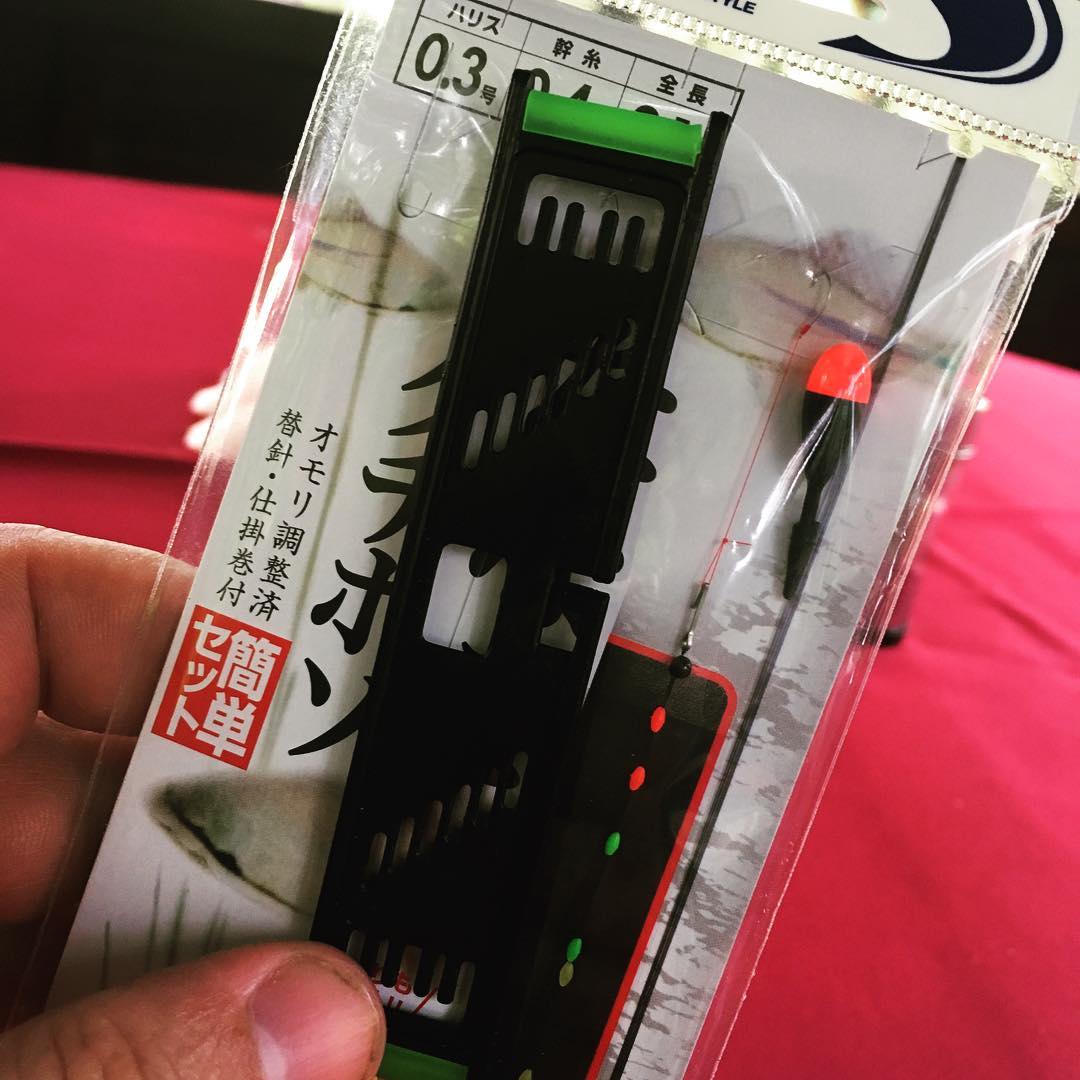 STYLE
ハリス
0.3号
幹糸
全長
オモリ調整済
替針・仕掛巻付
簡単
セット